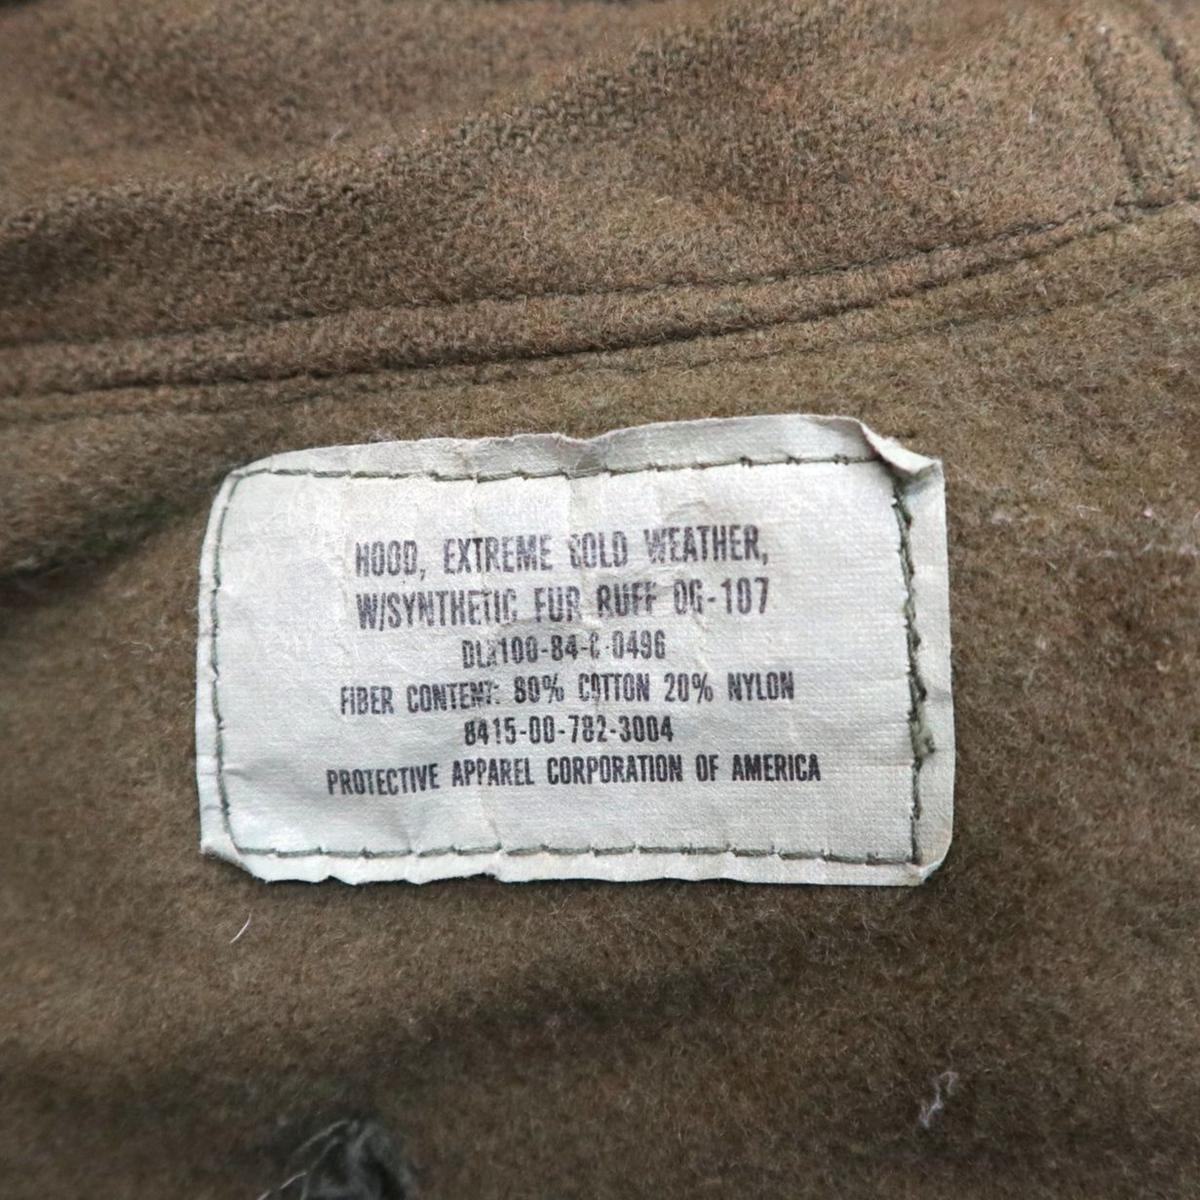 HOOD, EXTREME COLD WEATHER,
W/SYNTHETIC FUR RUFF OG-107
DLA100-84-C-0496
FIBER CONTENT: 80% COTTON 20% NYLON
8415-00-782-3004
PROTECTIVE APPAREL CORPORATION OF AMERICA